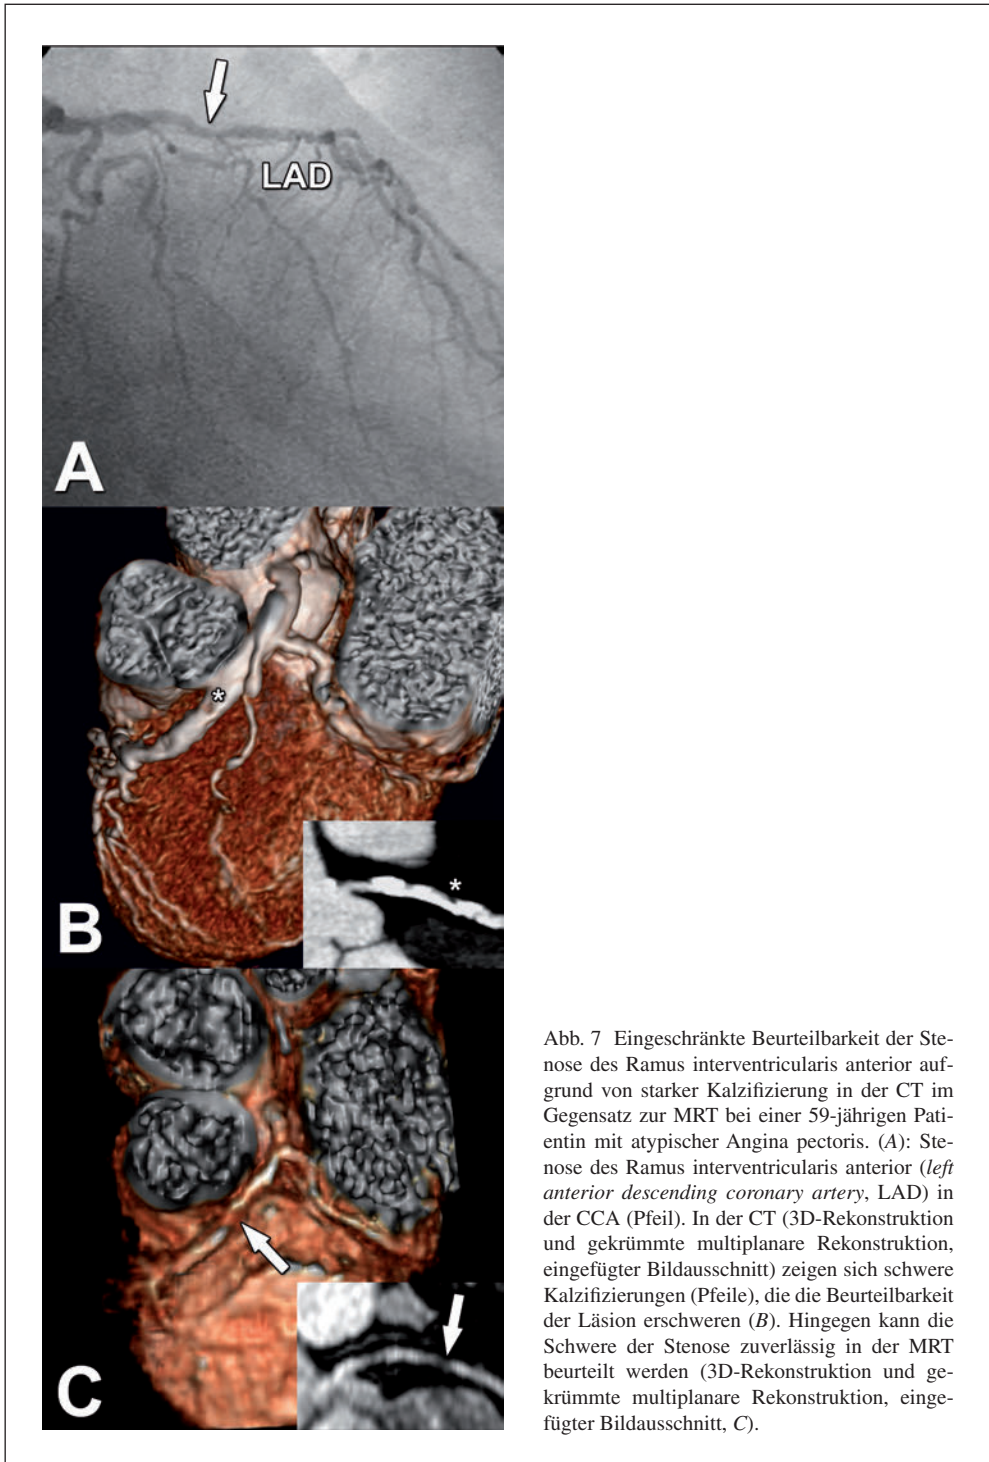 LAD
A
*
*
B
C
Abb. 7 Eingeschränkte Beurteilbarkeit der Ste-
nose des Ramus interventricularis anterior auf-
grund von starker Kalzifizierung in der CT im
Gegensatz zur MRT bei einer 59-jährigen Pati-
entin mit atypischer Angina pectoris. (A): Ste-
nose des Ramus interventricularis anterior (left
anterior descending coronary artery, LAD) in
der CCA (Pfeil). In der CT (3D-Rekonstruktion
und gekrümmte multiplanare Rekonstruktion,
eingefügter Bildausschnitt) zeigen sich schwere
Kalzifizierungen (Pfeile), die die Beurteilbarkeit
der Läsion erschweren (B). Hingegen kann die
Schwere der Stenose zuverlässig in der MRT
beurteilt werden (3D-Rekonstruktion und ge-
krümmte multiplanare Rekonstruktion, einge-
fügter Bildausschnitt, C).